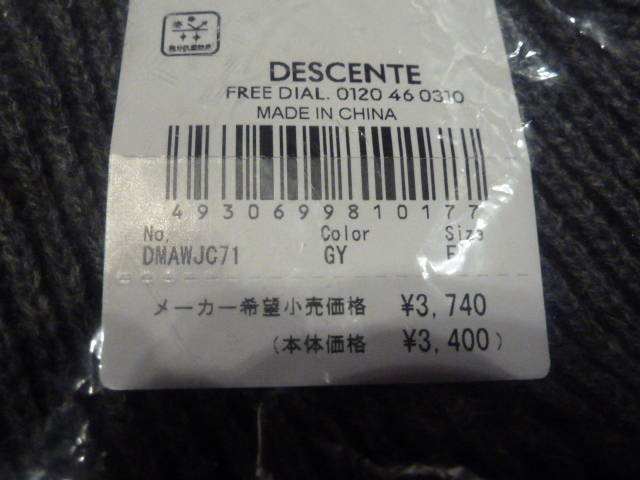 DESCENTE
FREE DIAL. 0120 46 0310
MADE IN CHINA
4930699810177
No. Color Size
DMAWJC71 GY F
メーカー希望小売価格 ¥3,740
(本体価格 ¥3,400)